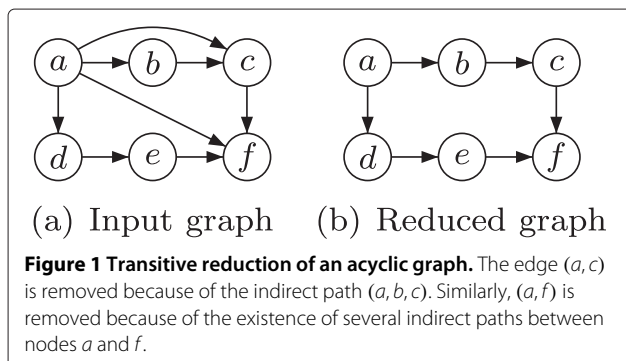 a b c
d e f
a b c
d e f
(a) Input graph (b) Reduced graph
Figure 1 Transitive reduction of an acyclic graph. The edge (a, c)
is removed because of the indirect path (a, b, c). Similarly, (a, f) is
removed because of the existence of several indirect paths between
nodes a and f.